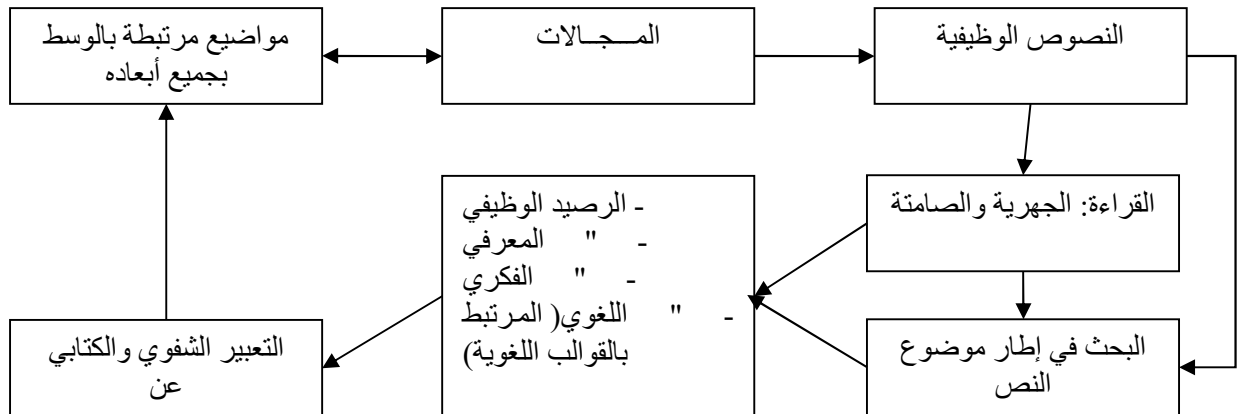 النصوص الوظيفية
المــجــالات
مواضيع مرتبطة بالوسط
بجميع أبعاده
القراءة: الجهرية والصامتة
- الرصيد الوظيفي
- " المعرفي
- " الفكري
- " اللغوي( المرتبط
بالقوالب اللغوية)
البحث في إطار موضوع
النص
التعبير الشفوي والكتابي
عن